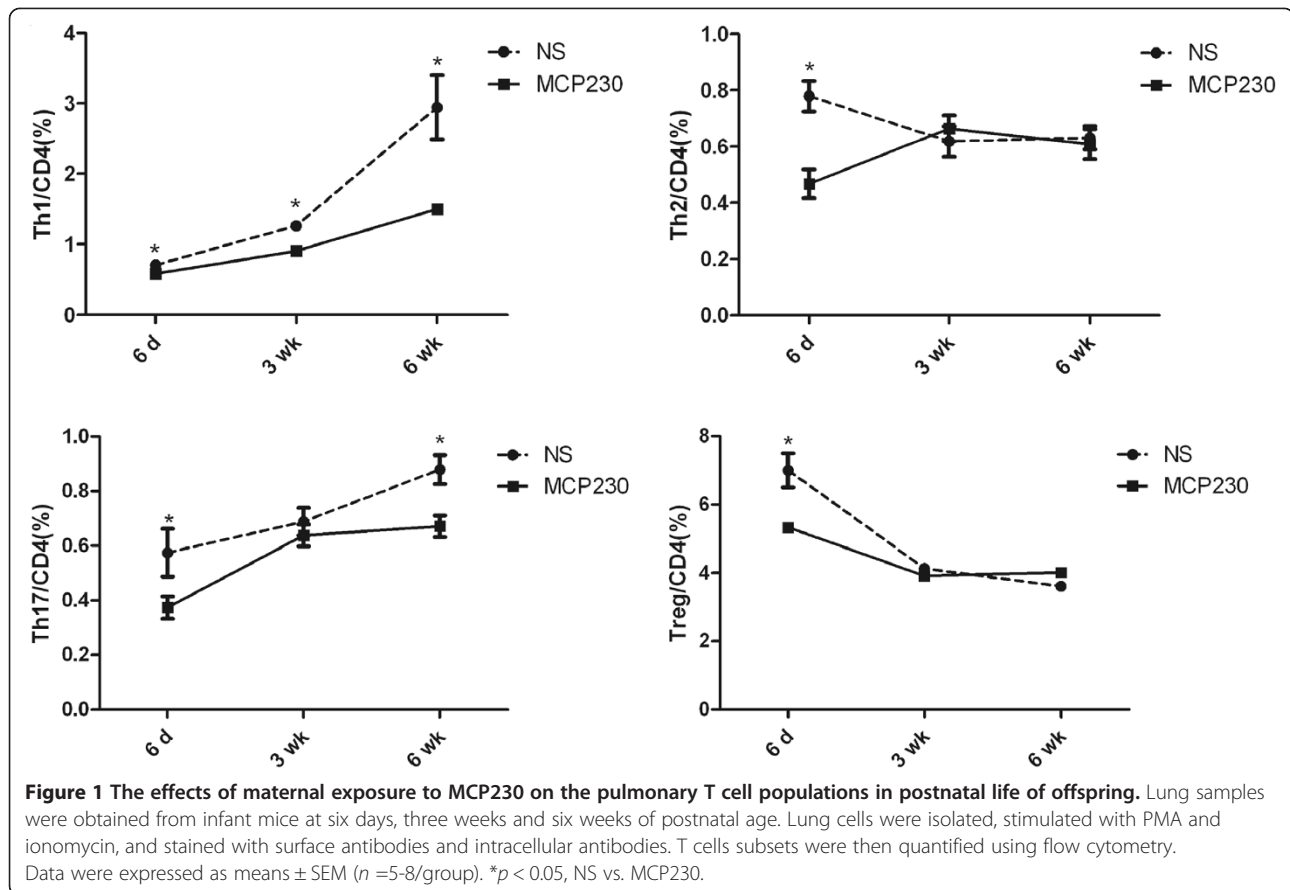 4
3
2
1
0
Th1/CD4(%)
6 d
3 wk
6 wk
*
*
*
NS
MCP230
1.0
0.8
0.6
0.4
0.2
0.0
Th2/CD4(%)
6 d
3 wk
6 wk
*
NS
MCP230
1.0
0.8
0.6
0.4
0.2
0.0
Th17/CD4(%)
6 d
3 wk
6 wk
*
*
NS
MCP230
8
6
4
2
0
Treg/CD4(%)
6 d
3 wk
6 wk
*
NS
MCP230
Figure 1 The effects of maternal exposure to MCP230 on the pulmonary T cell populations in postnatal life of offspring. Lung samples
were obtained from infant mice at six days, three weeks and six weeks of postnatal age. Lung cells were isolated, stimulated with PMA and
ionomycin, and stained with surface antibodies and intracellular antibodies. T cells subsets were then quantified using flow cytometry.
Data were expressed as means ± SEM (n =5-8/group). *p < 0.05, NS vs. MCP230.